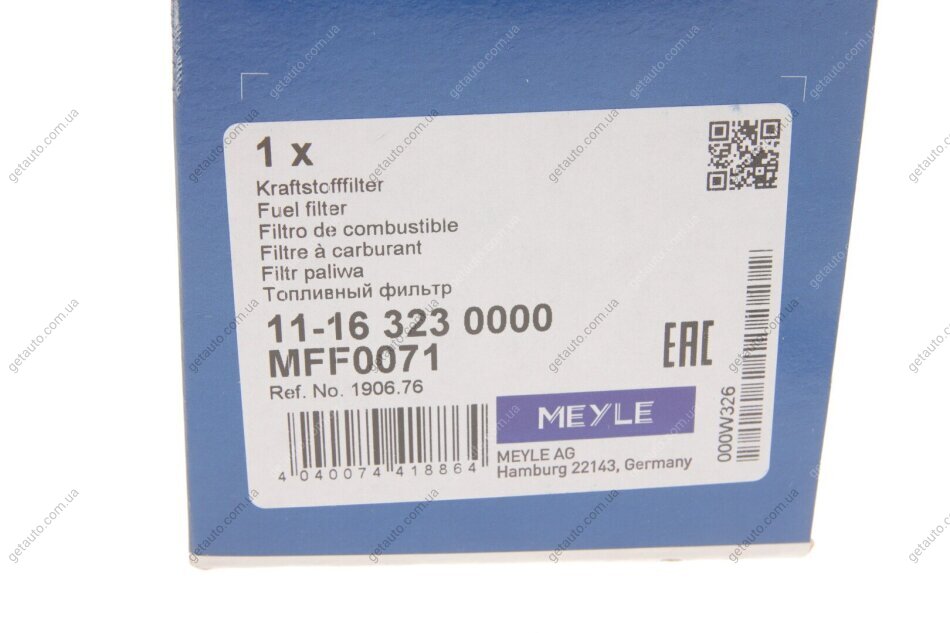 1 x
Kraftstofffilter
Fuel filter
Filtro de combustible
Filtre à carburant
Filtr paliwa
Топливный фильтр
11-16 323 0000
MFF0071
Ref. No. 1906.76
4 040074 418864
MEYLE
MEYLE AG
Hamburg 22143, Germany
EAC
000W326
getauto.com.ua